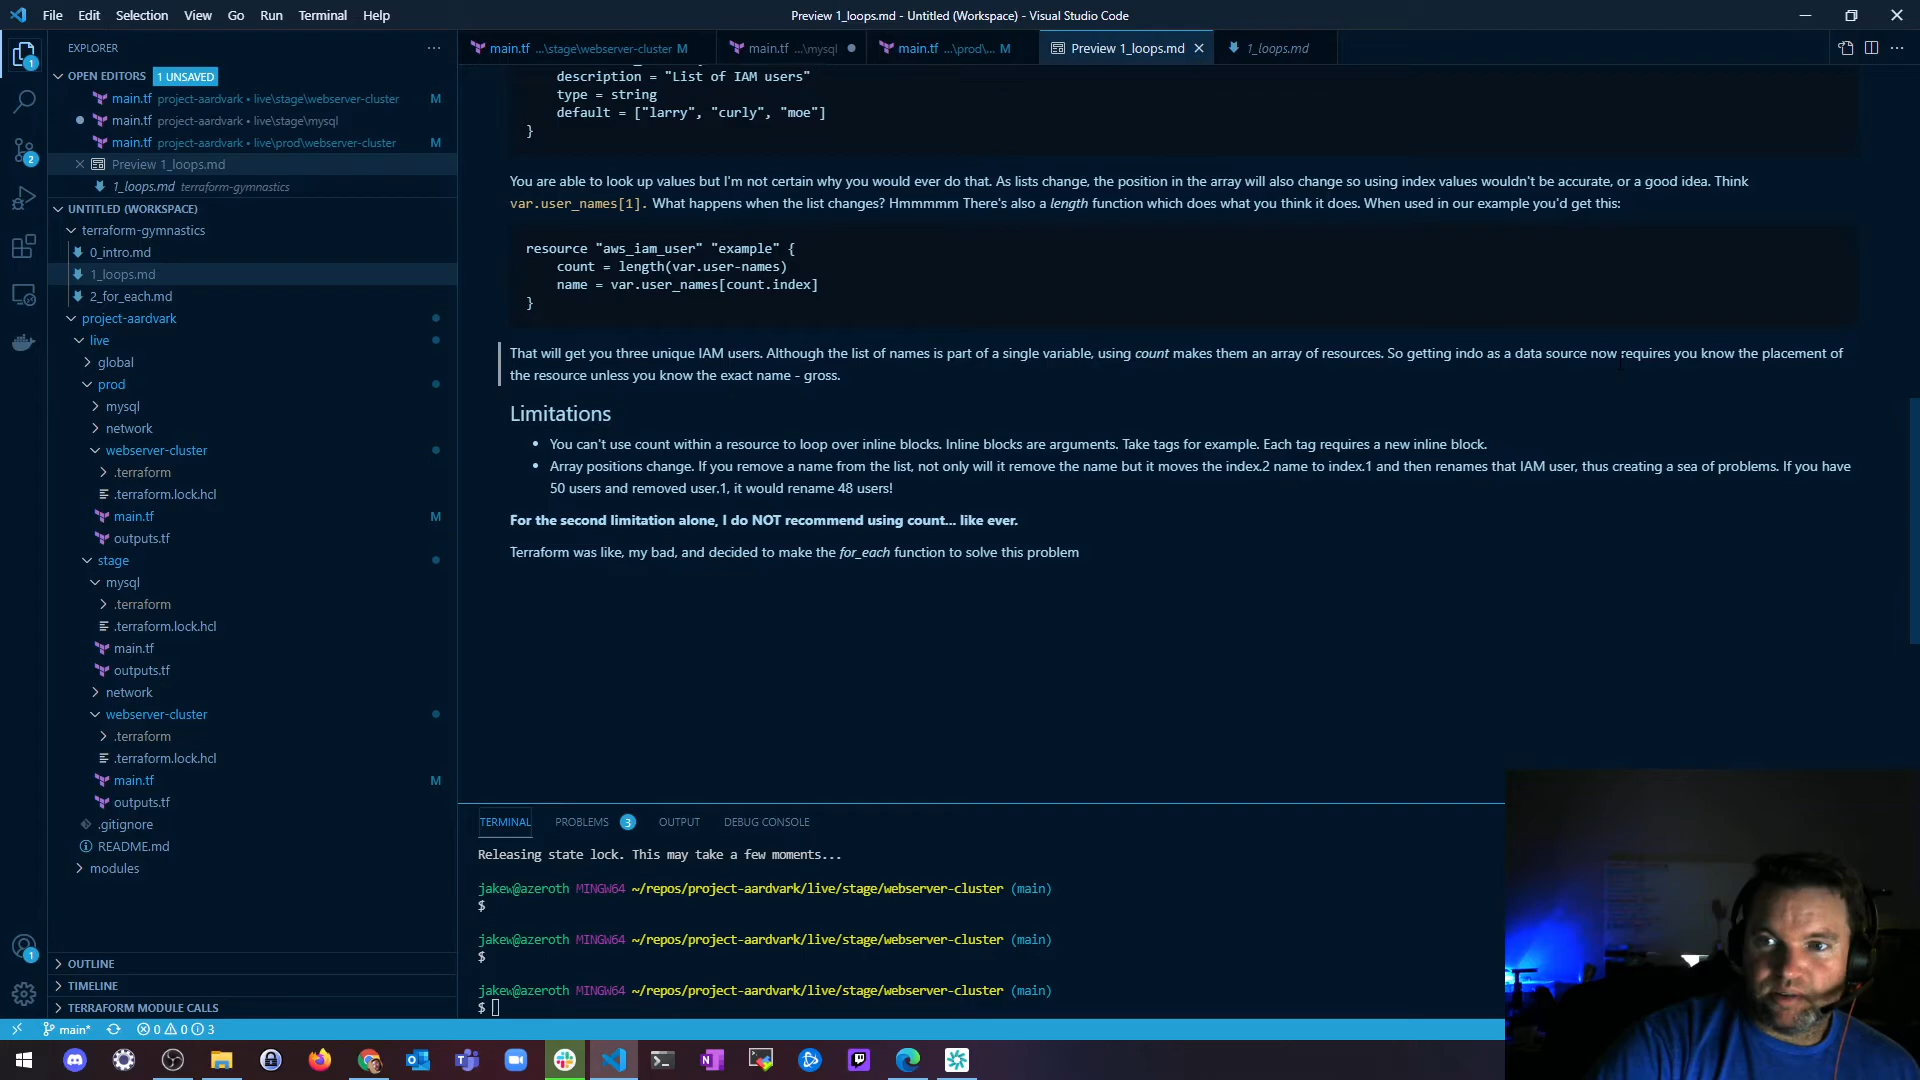 File Edit Selection View Go Run Terminal Help
Preview 1_loops.md - Untitled (Workspace) - Visual Studio Code
EXPLORER
main.tf ...\stage\webserver-cluster M
main.tf ...\mysql
main.tf ...\prod\... M
Preview 1_loops.md
1_loops.md
OPEN EDITORS 1 UNSAVED
main.tf project-aardvark • live\stage\webserver-cluster M
main.tf project-aardvark • live\stage\mysql
main.tf project-aardvark • live\prod\webserver-cluster M
Preview 1_loops.md
1_loops.md terraform-gymnastics
UNTITLED (WORKSPACE)
terraform-gymnastics
0_intro.md
1_loops.md
2_for_each.md
project-aardvark
live
global
prod
mysql
network
webserver-cluster
.terraform
.terraform.lock.hcl
main.tf M
outputs.tf
stage
mysql
.terraform
.terraform.lock.hcl
main.tf
outputs.tf
network
webserver-cluster
.terraform
.terraform.lock.hcl
main.tf M
outputs.tf
.gitignore
README.md
modules
OUTLINE
TIMELINE
TERRAFORM MODULE CALLS
description = "List of IAM users"
type = string
default = ["larry", "curly", "moe"]
}
You are able to look up values but I'm not certain why you would ever do that. As lists change, the position in the array will also change so using index values wouldn't be accurate, or a good idea. Think
var.user_names[1]. What happens when the list changes? Hmmmmm There's also a length function which does what you think it does. When used in our example you'd get this:
resource "aws_iam_user" "example" {
count = length(var.user-names)
name = var.user_names[count.index]
}
That will get you three unique IAM users. Although the list of names is part of a single variable, using count makes them an array of resources. So getting indo as a data source now requires you know the placement of
the resource unless you know the exact name - gross.
Limitations
• You can't use count within a resource to loop over inline blocks. Inline blocks are arguments. Take tags for example. Each tag requires a new inline block.
• Array positions change. If you remove a name from the list, not only will it remove the name but it moves the index.2 name to index.1 and then renames that IAM user, thus creating a sea of problems. If you have
50 users and removed user.1, it would rename 48 users!
For the second limitation alone, I do NOT recommend using count... like ever.
Terraform was like, my bad, and decided to make the for_each function to solve this problem
TERMINAL PROBLEMS 3 OUTPUT DEBUG CONSOLE
Releasing state lock. This may take a few moments...
jakew@azeroth MINGW64 ~/repos/project-aardvark/live/stage/webserver-cluster (main)
$
jakew@azeroth MINGW64 ~/repos/project-aardvark/live/stage/webserver-cluster (main)
$
jakew@azeroth MINGW64 ~/repos/project-aardvark/live/stage/webserver-cluster (main)
$
main* 0 0 3